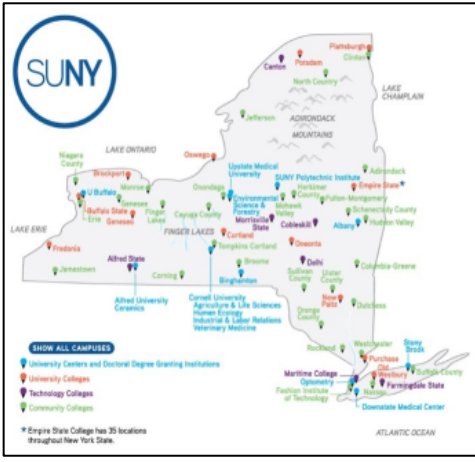 SUNY
Plattsburgh
Clinton
Canton
Potsdam
North Country
LAKE
CHAMPLAIN
Jefferson
ADIRONDACK
MOUNTAINS
LAKE ONTARIO
Oswego
Niagara
County
Brockport
Upstate Medical
University
SUNY Polytechnic Institute
Adirondack
U Buffalo
Monroe
Onondaga
Environmental
Science &
Forestry
Herkimer
County
Empire State*
Genesee
Fulton-Montgomery
Buffalo State
Erie
Geneseo
Finger
Lakes
Cayuga County
Morrisville
State
Mohawk
Valley
Cobleskill
Schenectady County
Albany
Hudson Valley
LAKE ERIE
Fredonia
Cortland
Oneonta
FINGER LAKES
Tompkins Cortland
Alfred State
Jamestown
Corning
Broome
Delhi
Columbia-Greene
Binghamton
Sullivan
County
Ulster
County
Alfred University
Ceramics
Cornell University
Agriculture & Life Sciences
Human Ecology
Industrial & Labor Relations
Veterinary Medicine
New
Paltz
Dutchess
Orange
County
Rockland
Westchester
Stony
Brook
SHOW ALL CAMPUSES
University Centers and Doctoral Degree Granting Institutions
University Colleges
Technology Colleges
Community Colleges
Purchase
Maritime College
Optometry
Old
Westbury
Suffolk County
Fashion Institute
of Technology
Nassau
Farmingdale State
Downstate Medical Center
* Empire State College has 35 locations
throughout New York State.
ATLANTIC OCEAN